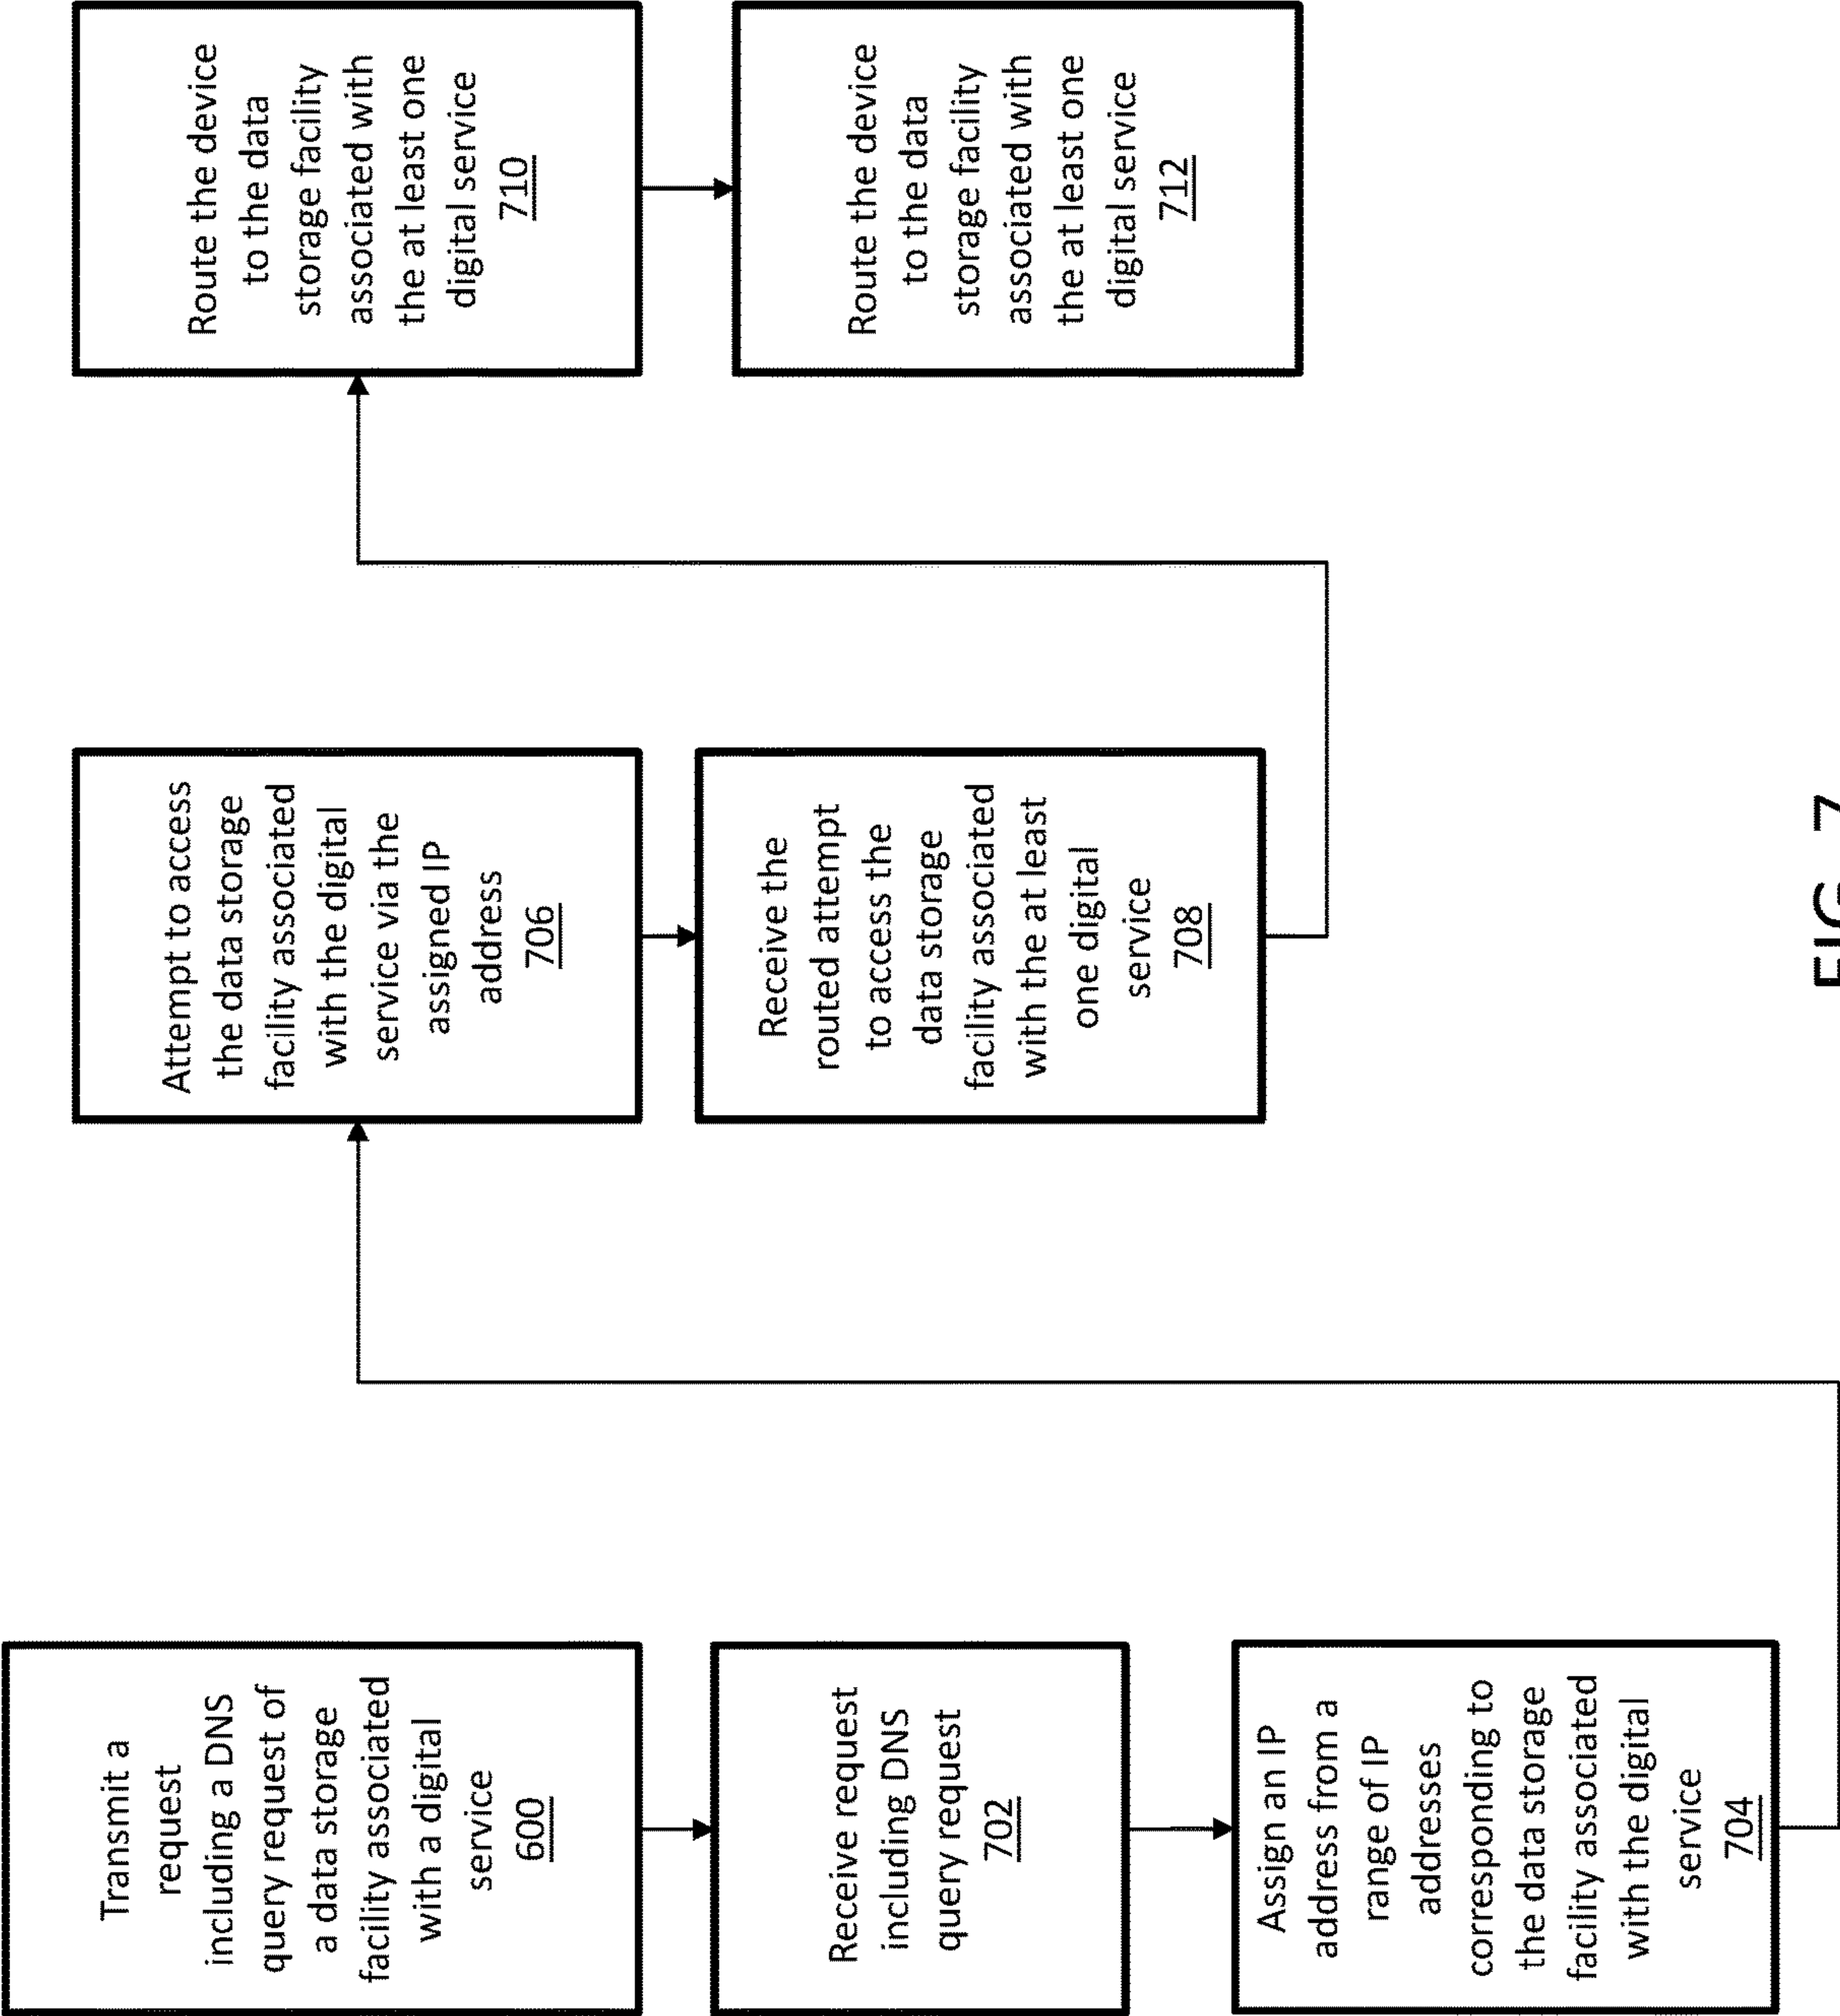 Transmit a
request
including a DNS
query request of
a data storage
facility associated
with a digital
service
600
Receive request
including DNS
query request
702
Assign an IP
address from a
range of IP
addresses
corresponding to
the data storage
facility associated
with the digital
service
704
Attempt to access
the data storage
facility associated
with the digital
service via the
assigned IP
address
706
Receive the
routed attempt
to access the
data storage
facility associated
with the at least
one digital
service
708
Route the device
to the data
storage facility
associated with
the at least one
digital service
710
Route the device
to the data
storage facility
associated with
the at least one
digital service
712
FIG. 7